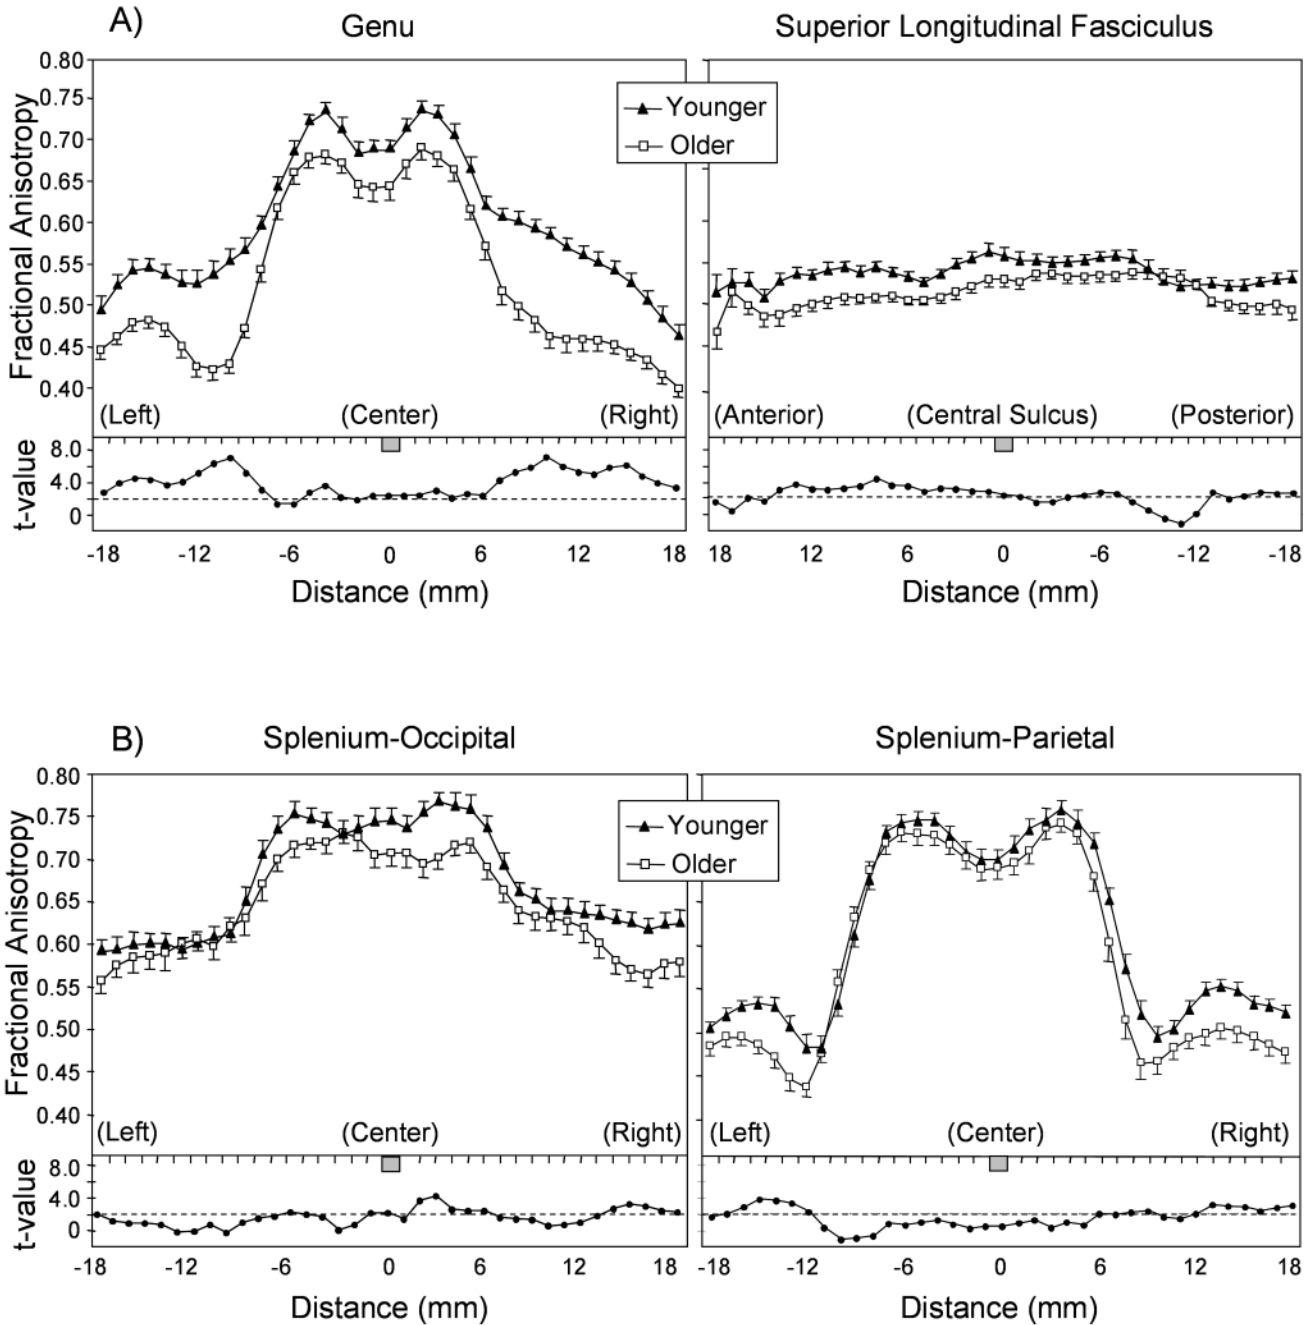 A)
Genu
Superior Longitudinal Fasciculus
Fractional Anisotropy
0.80
0.75
0.70
0.65
0.60
0.55
0.50
0.45
0.40
Younger
Older
(Left) (Center) (Right)
(Anterior) (Central Sulcus) (Posterior)
t-value
8.0
4.0
0
-18 -12 -6 0 6 12 18
18 12 6 0 -6 -12 -18
Distance (mm)
Distance (mm)
B)
Splenium-Occipital
Splenium-Parietal
Fractional Anisotropy
0.80
0.75
0.70
0.65
0.60
0.55
0.50
0.45
0.40
Younger
Older
(Left) (Center) (Right)
(Left) (Center) (Right)
t-value
8.0
4.0
0
-18 -12 -6 0 6 12 18
-18 -12 -6 0 6 12 18
Distance (mm)
Distance (mm)